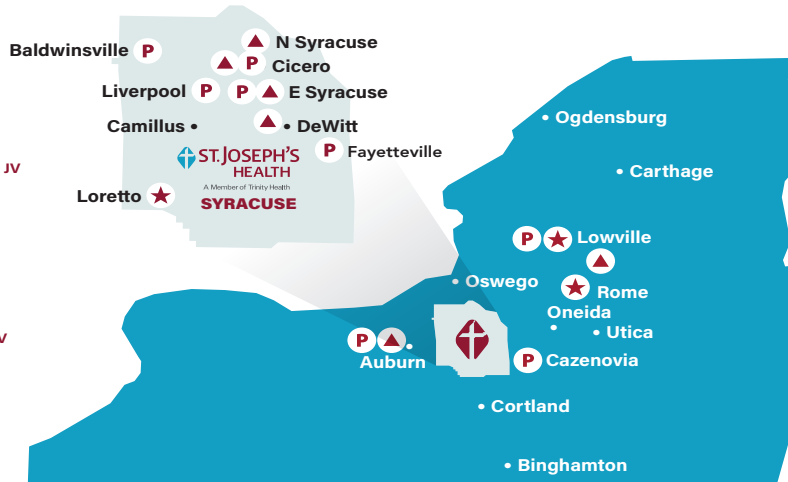 N Syracuse
Baldwinsville P
P Cicero
Liverpool P P E Syracuse
Camillus • • DeWitt
P Fayetteville
ST. JOSEPH'S
HEALTH
A Member of Trinity Health
SYRACUSE
JV
Loretto
• Ogdensburg
• Carthage
P Lowville
• Oswego
Rome
Oneida
• Utica
V
P
Auburn
P Cazenovia
• Cortland
• Binghamton